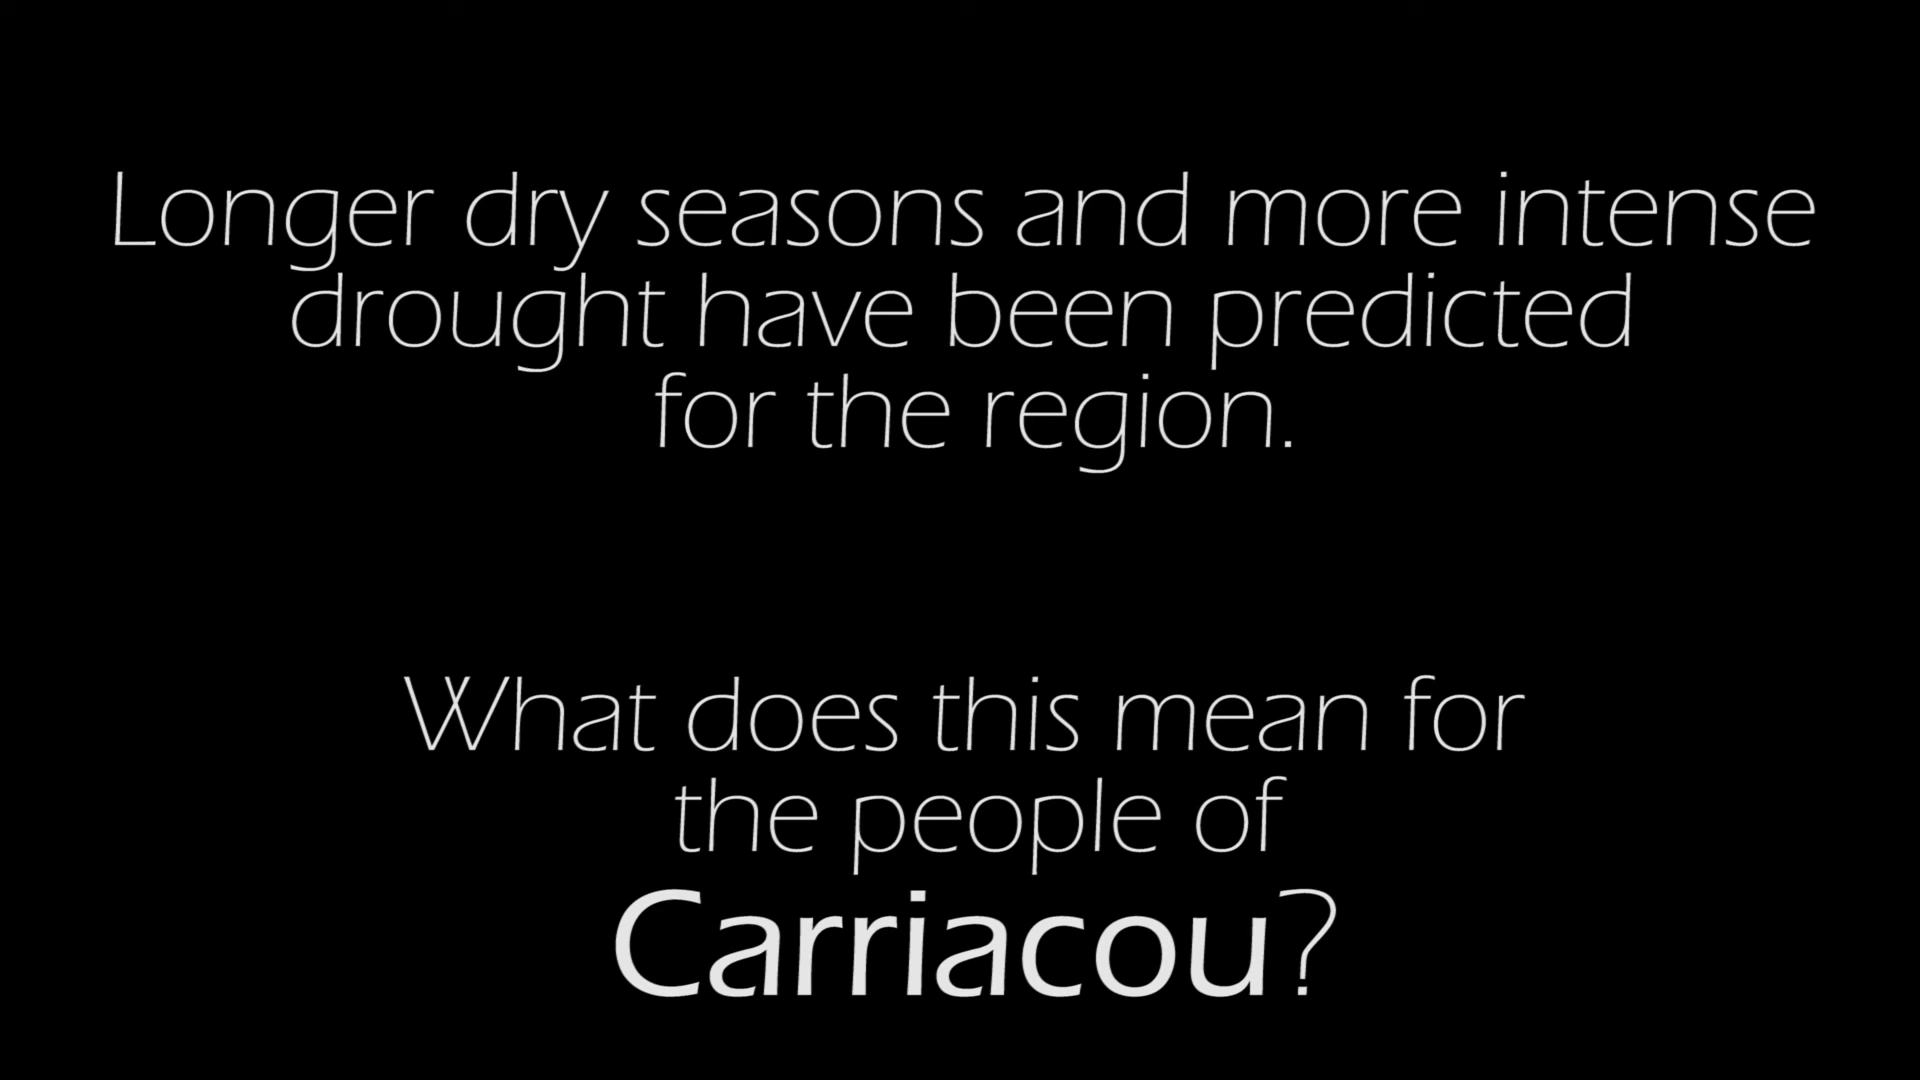 Longer dry seasons and more intense
drought have been predicted
for the region.
What does this mean for
the people of
Carriacou?